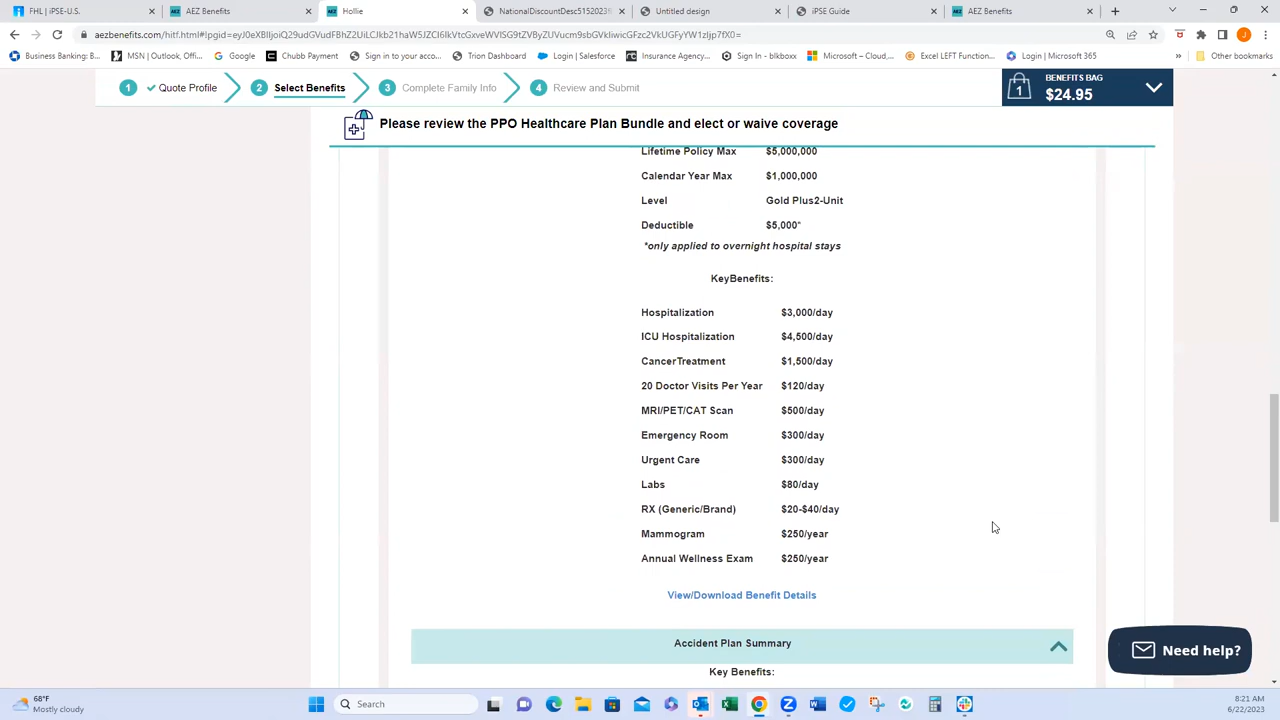 FHL | iPSE-U.S.
AEZ Benefits
Hollie
NationalDiscountDesc5152023
Untitled design
iPSE Guide
AEZ Benefits
Business Banking: B...
MSN | Outlook, Offi...
Google
Chubb Payment
Sign in to your acco...
Trion Dashboard
Login | Salesforce
Insurance Agency...
Sign In - blkboxx
Microsoft – Cloud,...
Excel LEFT Function...
Login | Microsoft 365
Other bookmarks
1 Quote Profile
2 Select Benefits
3 Complete Family Info
4 Review and Submit
BENEFITS BAG
1 $24.95
Please review the PPO Healthcare Plan Bundle and elect or waive coverage
Lifetime Policy Max $5,000,000
Calendar Year Max $1,000,000
Level Gold Plus2-Unit
Deductible $5,000*
*only applied to overnight hospital stays
KeyBenefits:
Hospitalization $3,000/day
ICU Hospitalization $4,500/day
CancerTreatment $1,500/day
20 Doctor Visits Per Year $120/day
MRI/PET/CAT Scan $500/day
Emergency Room $300/day
Urgent Care $300/day
Labs $80/day
RX (Generic/Brand) $20-$40/day
Mammogram $250/year
Annual Wellness Exam $250/year
View/Download Benefit Details
Accident Plan Summary
Key Benefits:
Need help?
68°F
Mostly cloudy
Search
8:21 AM
6/22/2023